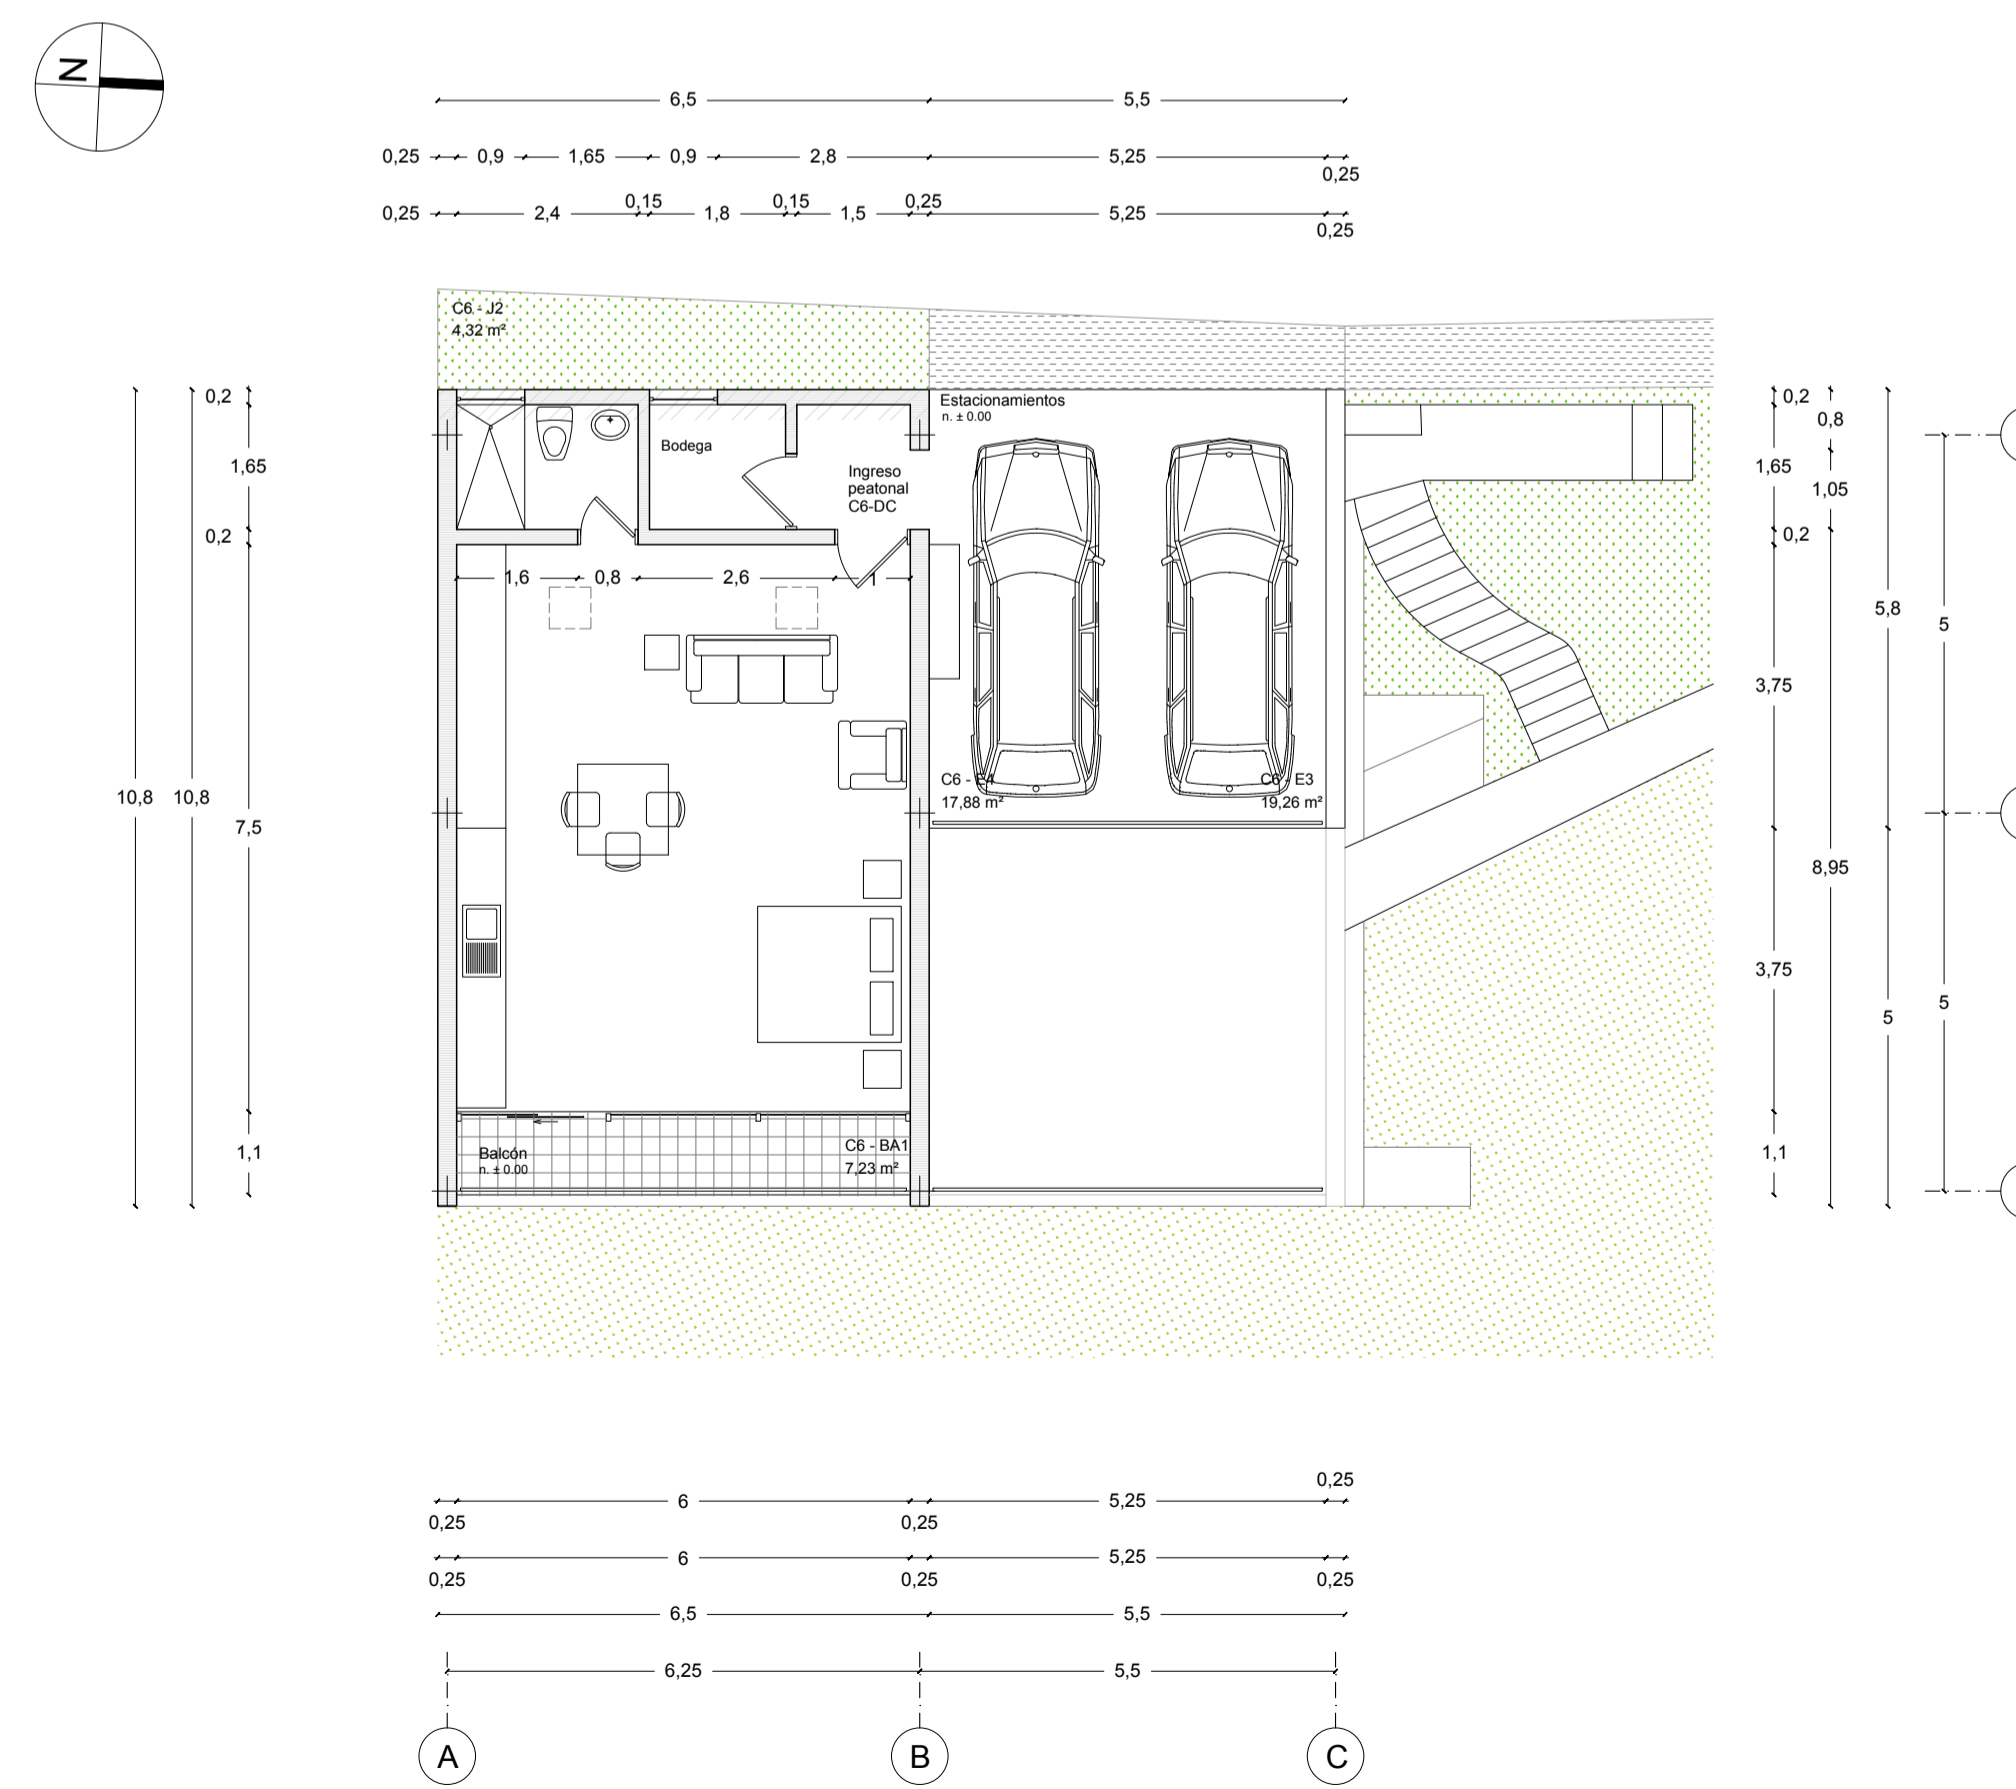 N
6,5
5,5
0,25
0,9
1,65
0,9
2,8
5,25
0,25
0,25
2,4
0,15
1,8
0,15
1,5
0,25
5,25
0,25
C6 - J2
4,32 m²
Estacionamientos
n. ± 0.00
Bodega
Ingreso
peatonal
C6-DC
1,6
0,8
2,6
1
C6 - E4
17,88 m²
C6 - E3
19,26 m²
Balcón
n. ± 0.00
C6 - BA1
7,23 m²
10,8
10,8
0,2
1,65
0,2
7,5
1,1
0,2
1,65
0,2
3,75
3,75
1,1
0,8
1,05
8,95
5,8
5
5
5
0,25
6
0,25
5,25
0,25
0,25
6
0,25
5,25
0,25
6,5
5,5
6,25
5,5
A
B
C